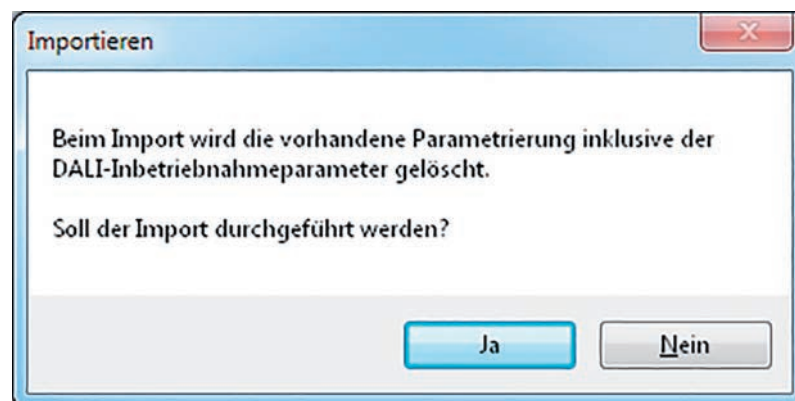 Importieren
Beim Import wird die vorhandene Parametrierung inklusive der
DALI-Inbetriebnahmeparameter gelöscht.
Soll der Import durchgeführt werden?
Ja
Nein